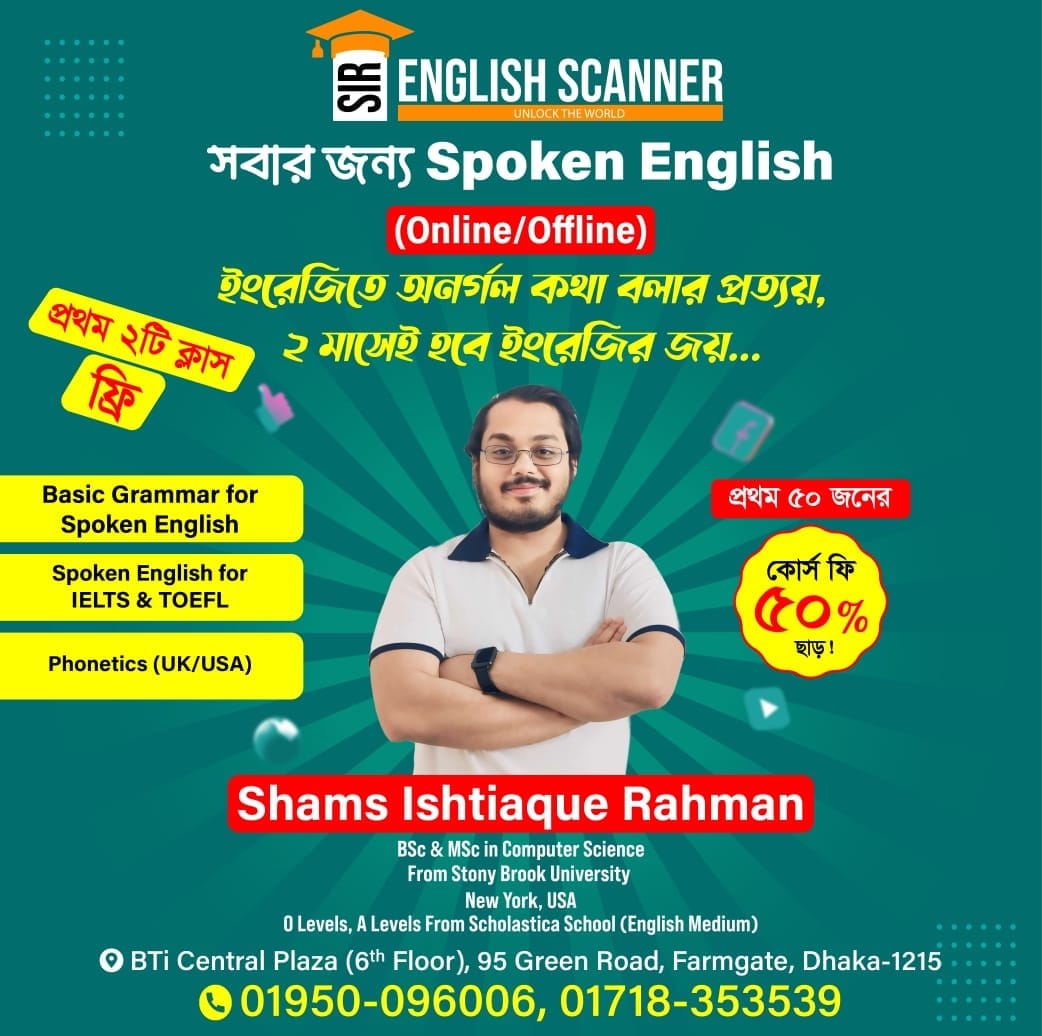 SIR
ENGLISH SCANNER
UNLOCK THE WORLD
সবার জন্য Spoken English
(Online/Offline)
ইংরেজিতে অনর্গল কথা বলার প্রত্যয়,
২ মাসেই হবে ইংরেজির জয়...
প্রথম ২টি ক্লাস
ফ্রি
Basic Grammar for
Spoken English
Spoken English for
IELTS & TOEFL
Phonetics (UK/USA)
প্রথম ৫০ জনের
কোর্স ফি
৫০%
ছাড়!
Shams Ishtiaque Rahman
BSc & MSc in Computer Science
From Stony Brook University
New York, USA
O Levels, A Levels From Scholastica School (English Medium)
BTi Central Plaza (6th Floor), 95 Green Road, Farmgate, Dhaka-1215
01950-096006, 01718-353539